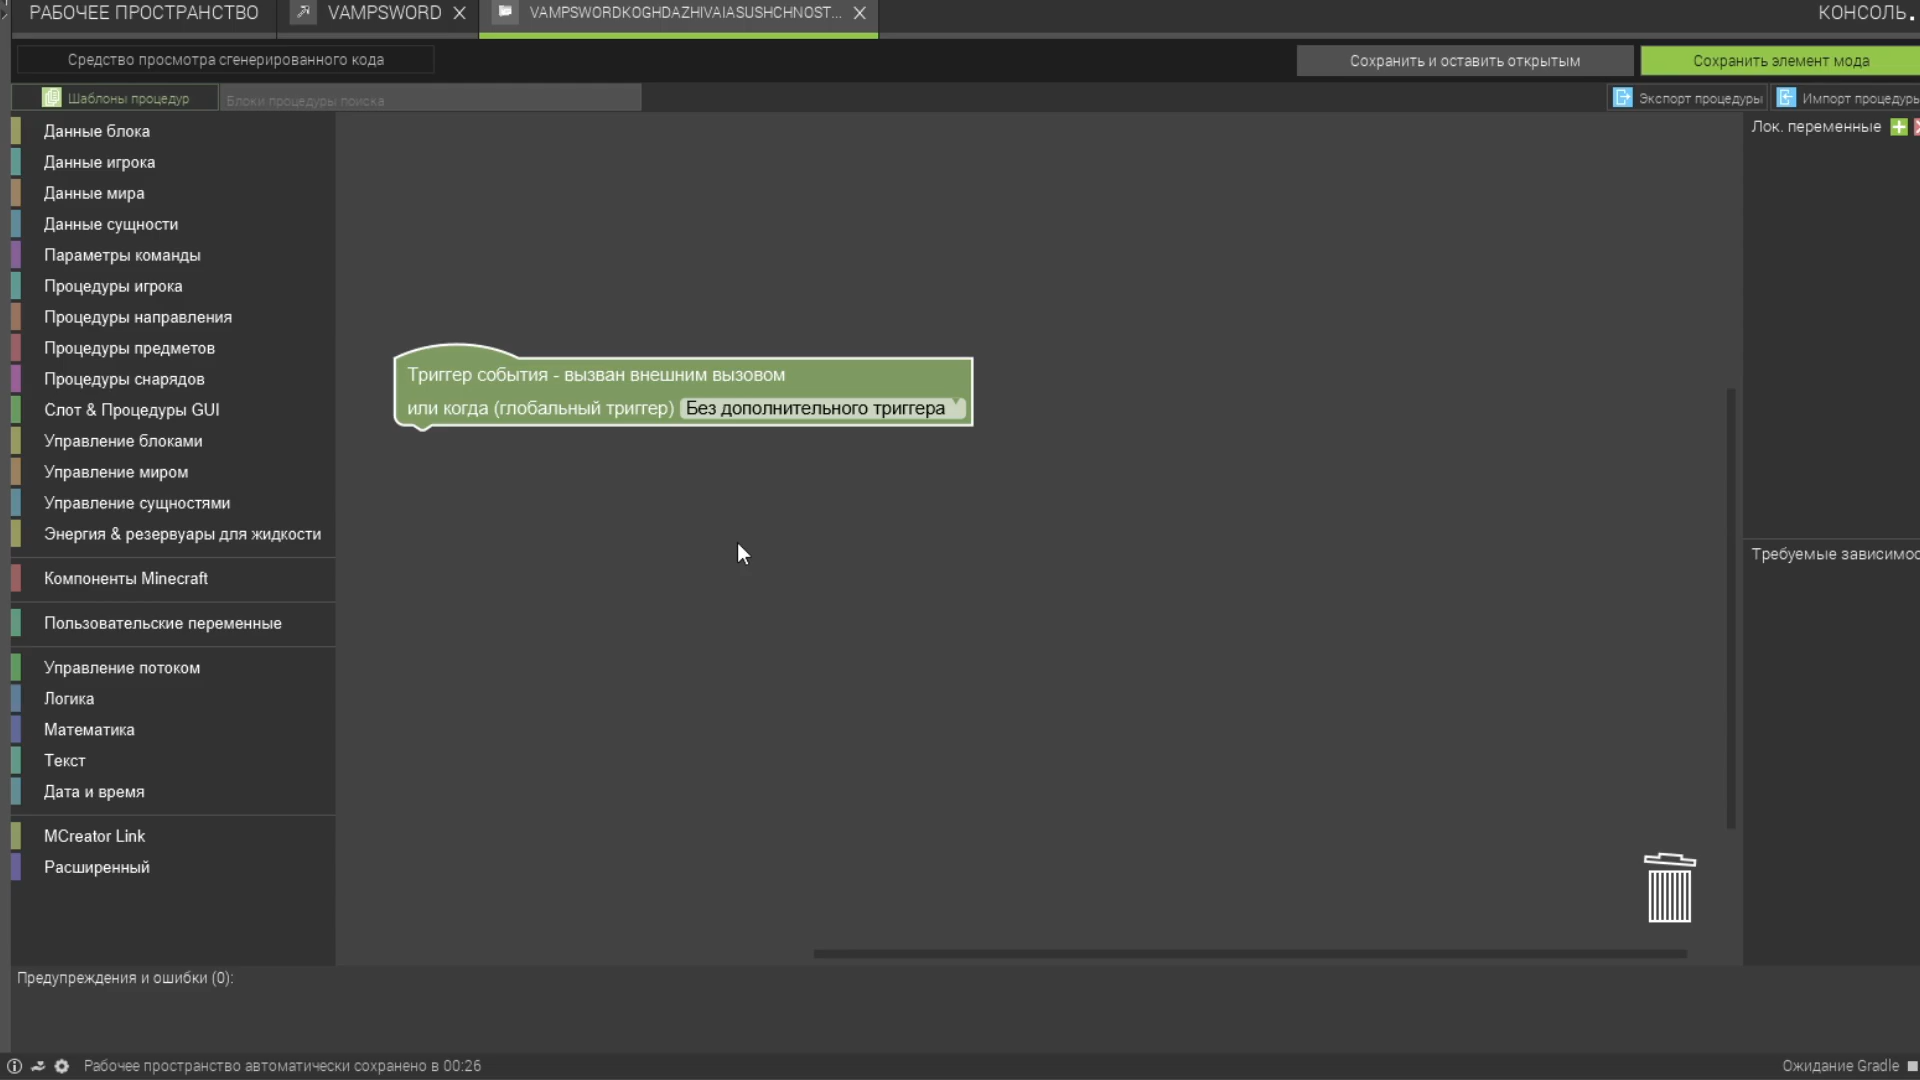 РАБОЧЕЕ ПРОСТРАНСТВО
VAMPSWORD
VAMPSWORDKOGHDAZHIVAIASUSHCHNOST...
КОНСОЛЬ
Средство просмотра сгенерированного кода
Сохранить и оставить открытым
Сохранить элемент мода
Шаблоны процедур
Блоки процедуры поиска
Экспорт процедуры
Импорт процедуры
Данные блока
Данные игрока
Данные мира
Данные сущности
Параметры команды
Процедуры игрока
Процедуры направления
Процедуры предметов
Процедуры снарядов
Слот & Процедуры GUI
Управление блоками
Управление миром
Управление сущностями
Энергия & резервуары для жидкости
Компоненты Minecraft
Пользовательские переменные
Управление потоком
Логика
Математика
Текст
Дата и время
MCreator Link
Расширенный
Триггер события - вызван внешним вызовом
или когда (глобальный триггер) Без дополнительного триггера
Лок. переменные
Требуемые зависимос
Предупреждения и ошибки (0):
Рабочее пространство автоматически сохранено в 00:26
Ожидание Gradle